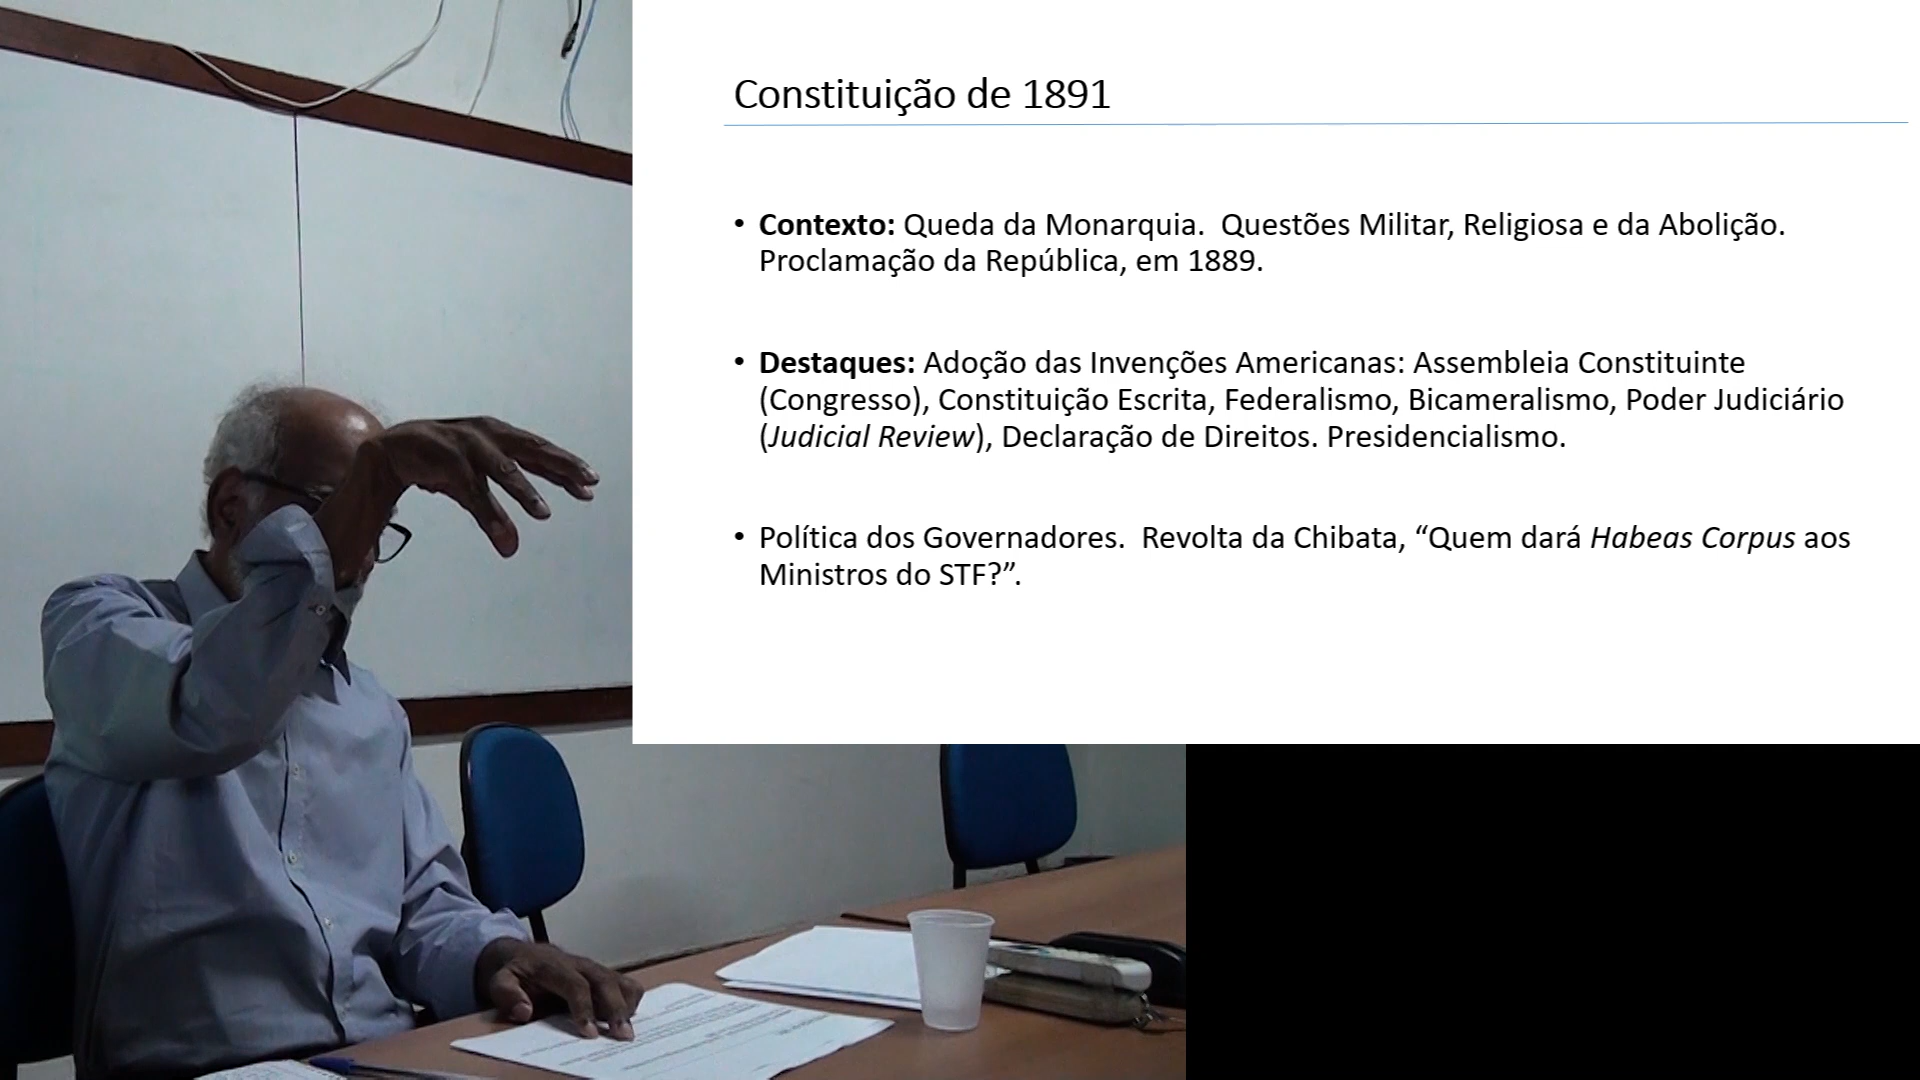 Constituição de 1891
• Contexto: Queda da Monarquia.  Questões Militar, Religiosa e da Abolição.
Proclamação da República, em 1889.
• Destaques: Adoção das Invenções Americanas: Assembleia Constituinte
(Congresso), Constituição Escrita, Federalismo, Bicameralismo, Poder Judiciário
(Judicial Review), Declaração de Direitos. Presidencialismo.
• Política dos Governadores.  Revolta da Chibata, “Quem dará Habeas Corpus aos
Ministros do STF?”.